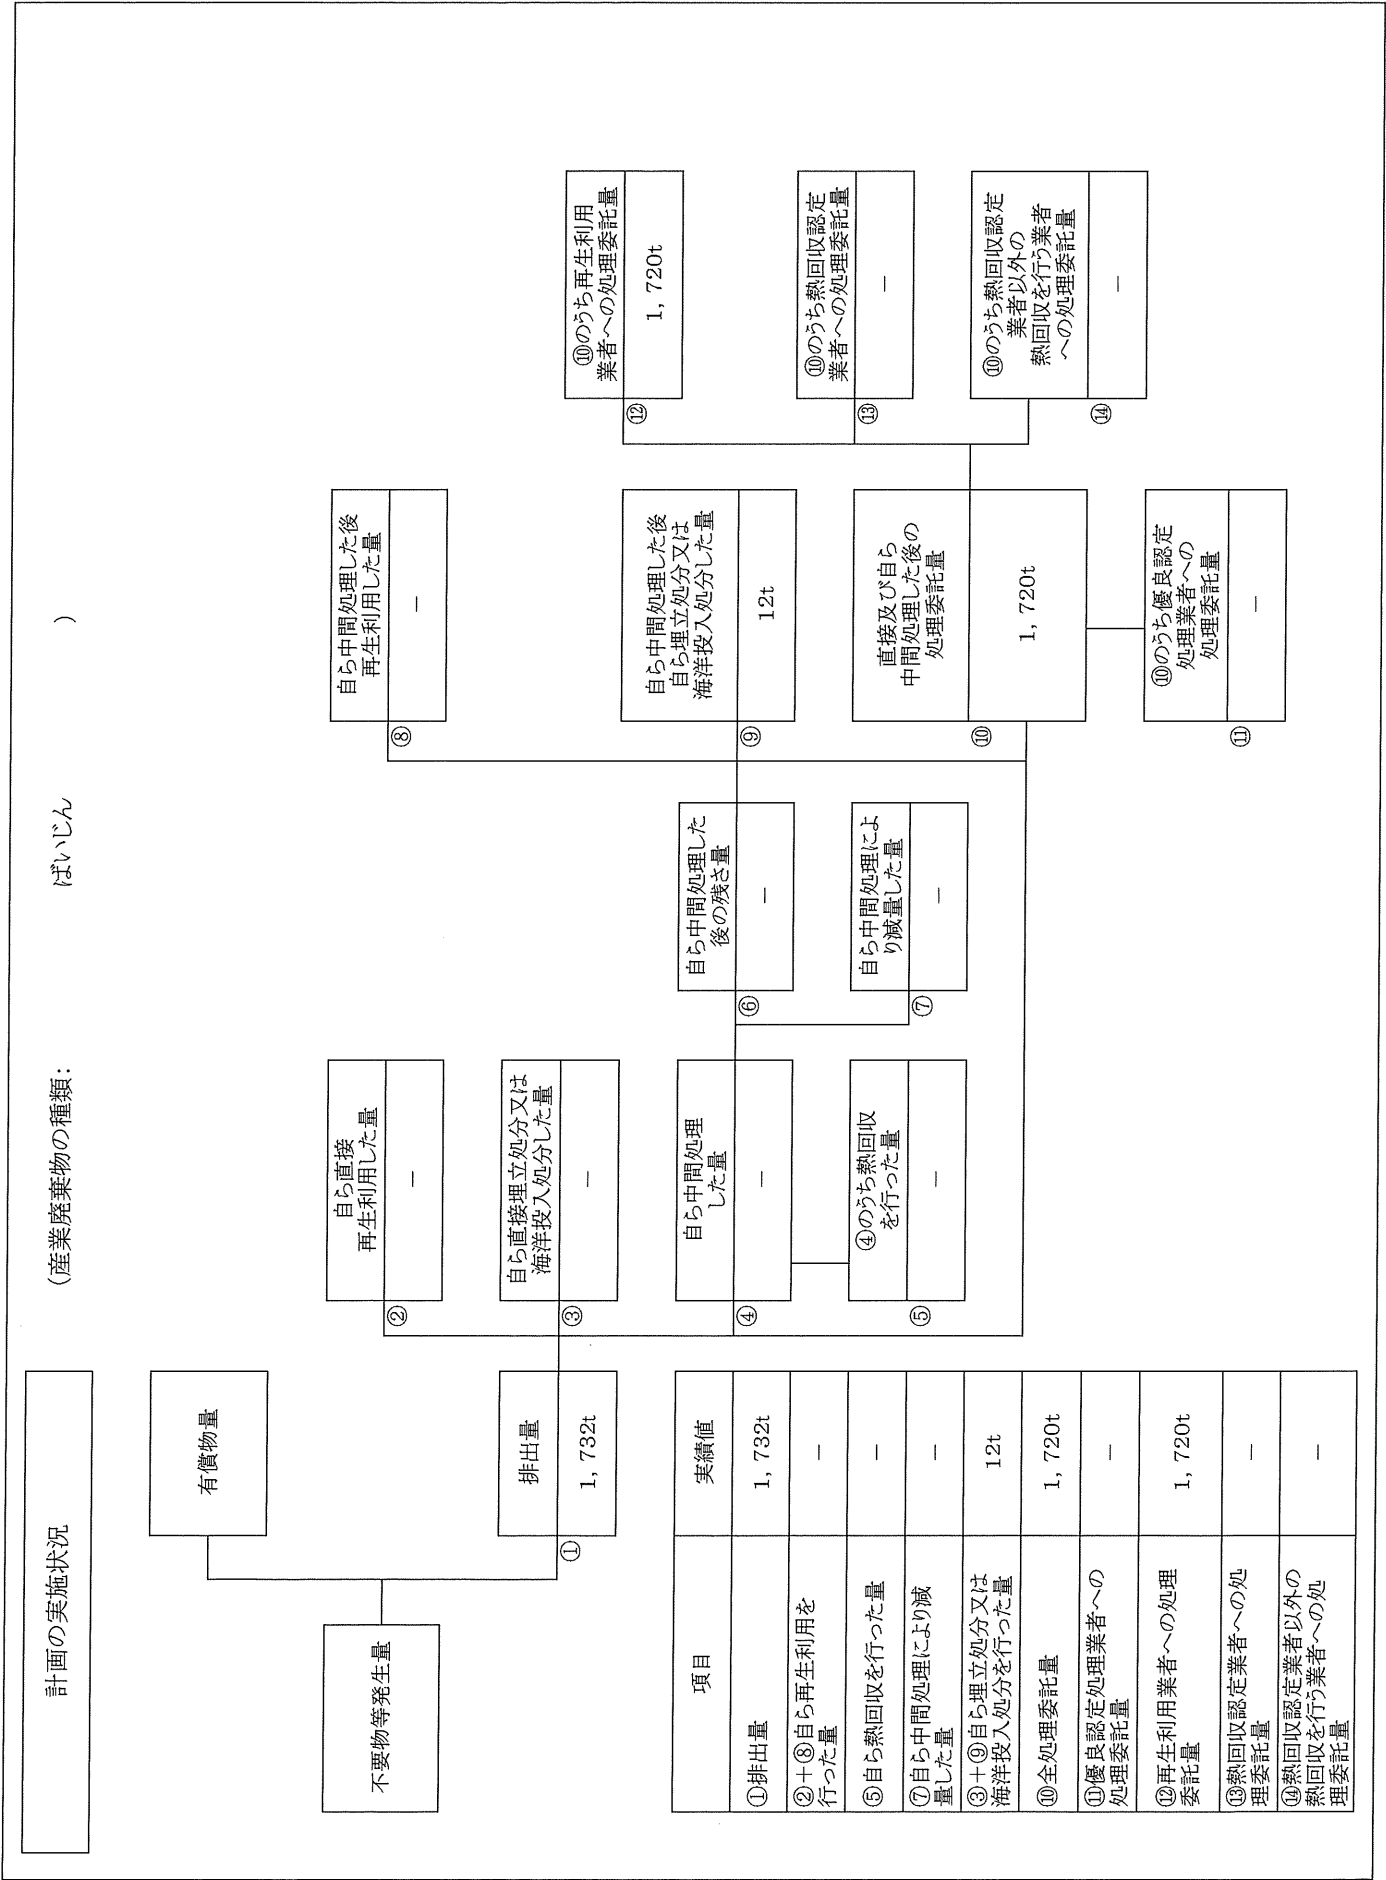 計画の実施状況
(産業廃棄物の種類: ばいじん )
不要物等発生量
有償物量
排出量
① 1,732t
自ら直接
再生利用した量
② －
自ら直接埋立処分又は
海洋投入処分した量
③ －
自ら中間処理
した量
④ －
④のうち熱回収
を行った量
⑤ －
自ら中間処理した
後の残さ量
⑥ －
自ら中間処理によ
り減量した量
⑦ －
自ら中間処理した後
再生利用した量
⑧ －
自ら中間処理した後
自ら埋立処分又は
海洋投入処分した量
⑨ 12t
直接及び自ら
中間処理した後の
処理委託量
⑩ 1,720t
⑩のうち優良認定
処理業者への
処理委託量
⑪ －
⑩のうち再生利用
業者への処理委託量
⑫ 1,720t
⑩のうち熱回収認定
業者への処理委託量
⑬ －
⑩のうち熱回収認定
業者以外の
熱回収を行う業者
への処理委託量
⑭ －
項目 実績値
①排出量 1,732t
②＋⑧自ら再生利用を
行った量 －
⑤自ら熱回収を行った量 －
⑦自ら中間処理により減
量した量 －
③＋⑨自ら埋立処分又は
海洋投入処分を行った量 12t
⑩全処理委託量 1,720t
⑪優良認定処理業者への
処理委託量 －
⑫再生利用業者への処理
委託量 1,720t
⑬熱回収認定業者への処
理委託量 －
⑭熱回収認定業者以外の
熱回収を行う業者への処
理委託量 －